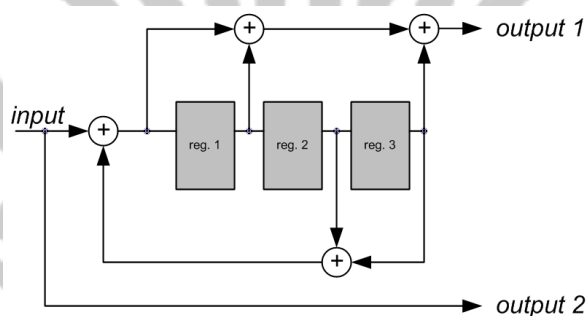 output 1
input
reg. 1 reg. 2 reg. 3
output 2